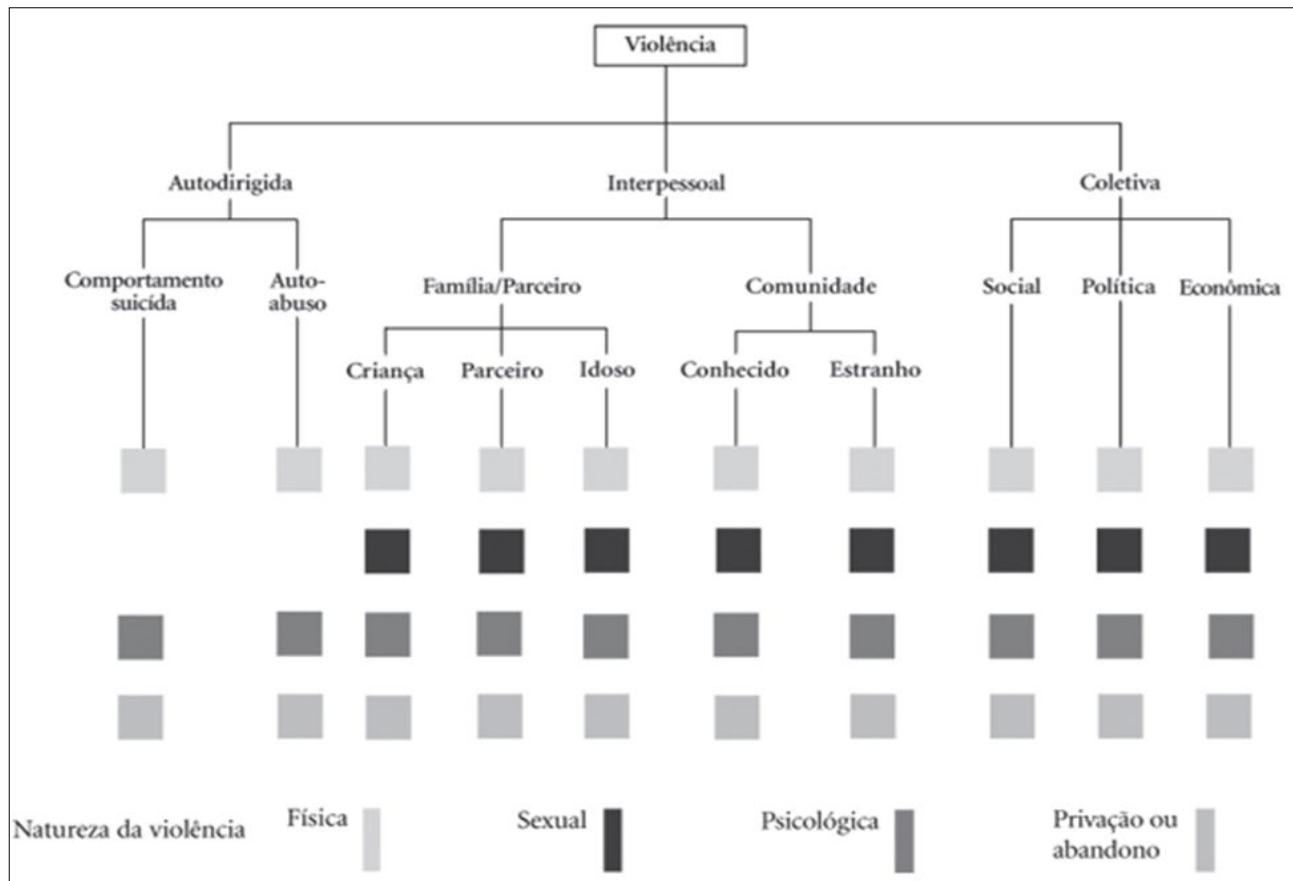 Violência
Autodirigida
Interpessoal
Coletiva
Comportamento
suicída
Auto-
abuso
Família/Parceiro
Comunidade
Social
Política
Econômica
Criança
Parceiro
Idoso
Conhecido
Estranho
Natureza da violência
Física
Sexual
Psicológica
Privação ou
abandono